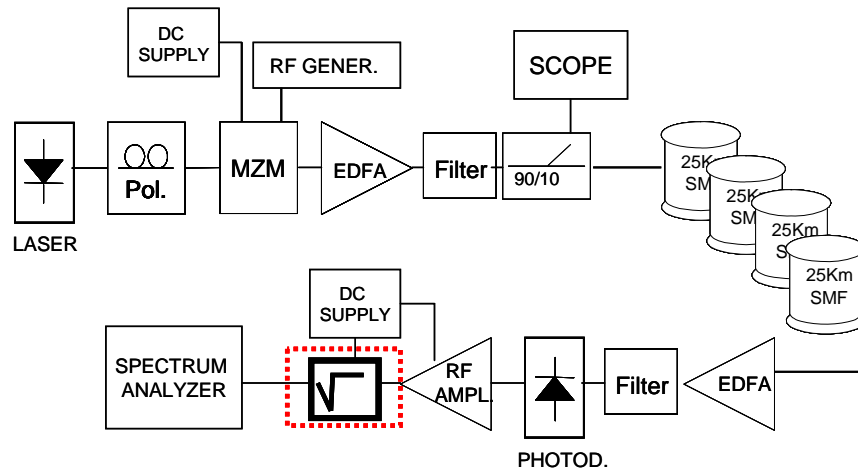 DC
SUPPLY
RF GENER.
SCOPE
Pol.
MZM
EDFA
Filter
90/10
LASER
25Km
SMF
DC
SUPPLY
SPECTRUM
ANALYZER
√
RF
AMPL.
Filter
EDFA
PHOTOD.